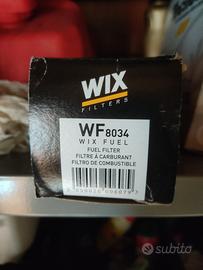 WIX
FILTERS
WF8034
WIX FUEL
FUEL FILTER
FILTRE À CARBURANT
FILTRO DE COMBUSTIBLE
subito